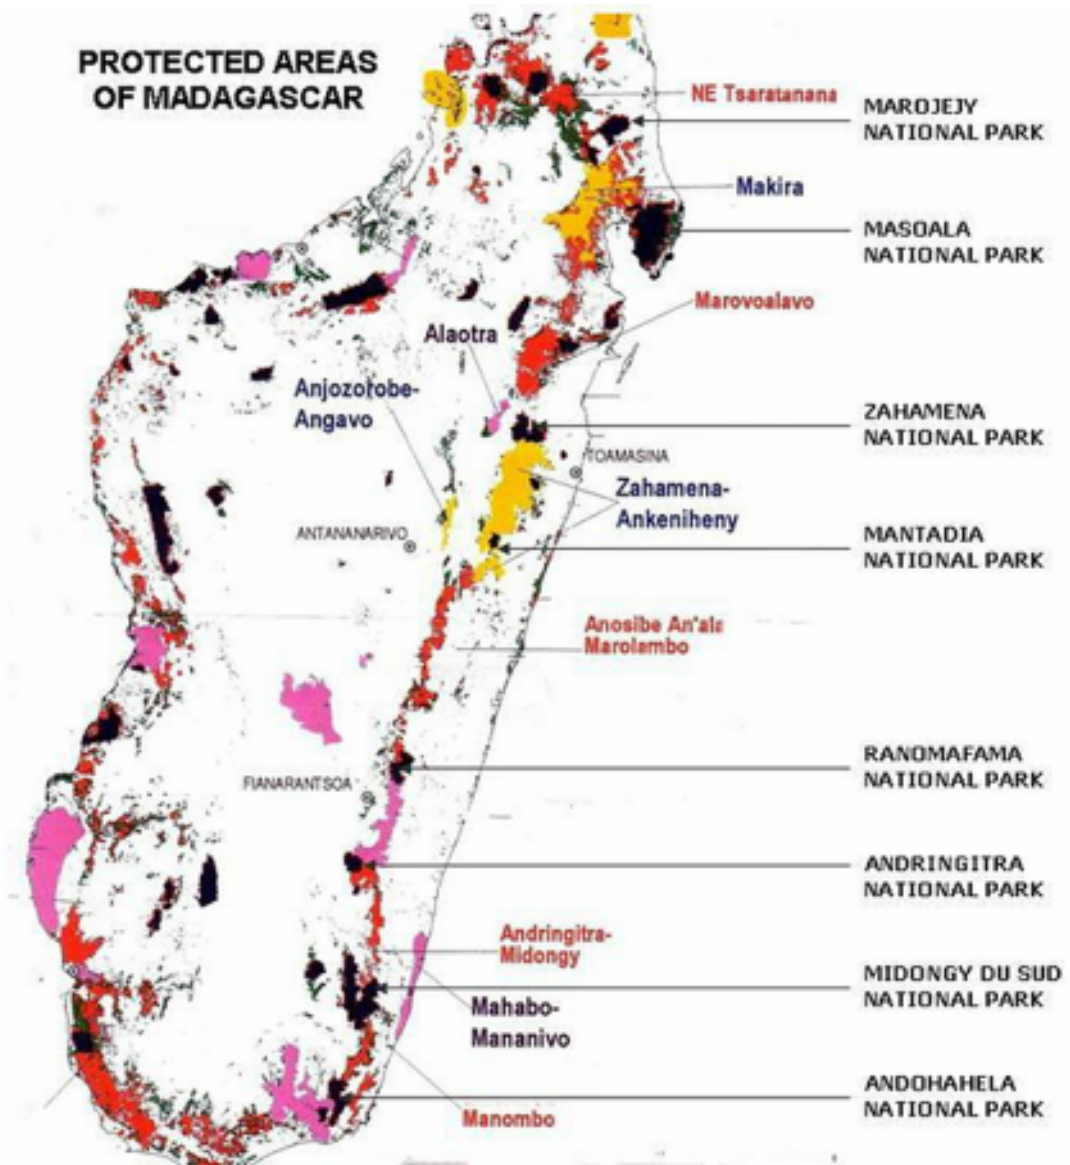 PROTECTED AREAS
OF MADAGASCAR
NE Tsaratanana
MAROJEJY
NATIONAL PARK
Makira
MASOALA
NATIONAL PARK
Marovoalavo
Alaotra
Anjozorobe-
Angavo
ZAHAMENA
NATIONAL PARK
TOAMASINA
Zahamena-
Ankeniheny
ANTANANARIVO
MANTADIA
NATIONAL PARK
Anosibe An'ala
Marolambo
RANOMAFAMA
NATIONAL PARK
FIANARANTSOA
ANDRINGITRA
NATIONAL PARK
Andringitra-
Midongy
MIDONGY DU SUD
NATIONAL PARK
Mahabo-
Mananivo
ANDOHAHELA
NATIONAL PARK
Manombo